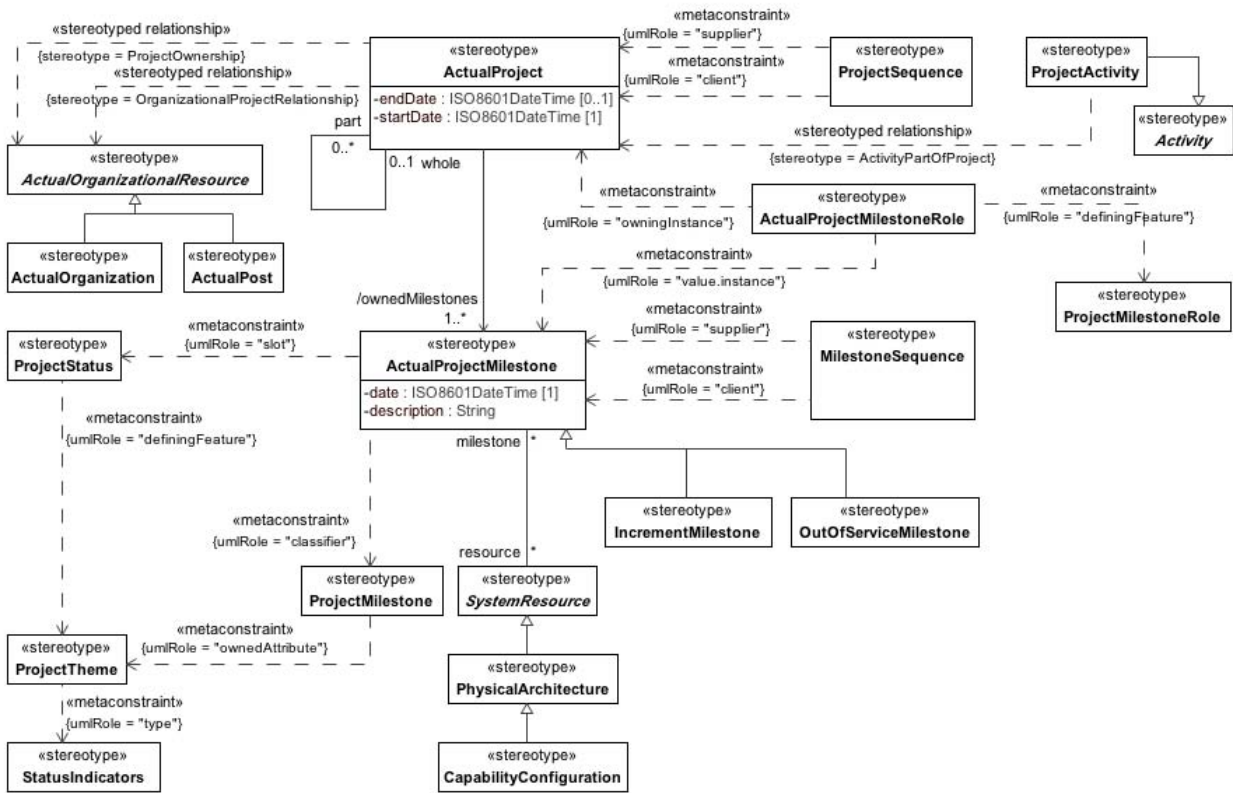 «metaconstraint»
«stereotyped relationship»
{umlRole = "supplier"}
«stereotype»
ActualProject
«stereotype»
ProjectSequence
«stereotype»
ProjectActivity
{stereotype = ProjectOwnership}
«stereotyped relationship»
«metaconstraint»
{umlRole = "client"}
{stereotype = OrganizationalProjectRelationship}
-endDate : ISO8601DateTime [0..1]
-startDate : ISO8601DateTime [1]
part
0..*
0..1 whole
«stereotyped relationship»
{stereotype = ActivityPartOfProject}
«stereotype»
Activity
«stereotype»
ActualOrganizationalResource
«metaconstraint»
{umlRole = "owningInstance"}
«stereotype»
ActualProjectMilestoneRole
«metaconstraint»
{umlRole = "definingFeature"}
«stereotype»
ActualOrganization
«stereotype»
ActualPost
«metaconstraint»
{umlRole = "value.instance"}
«stereotype»
ProjectMilestoneRole
/ownedMilestones
1..*
«metaconstraint»
{umlRole = "slot"}
«metaconstraint»
{umlRole = "supplier"}
«stereotype»
ProjectStatus
«stereotype»
ActualProjectMilestone
«stereotype»
MilestoneSequence
-date : ISO8601DateTime [1]
-description : String
«metaconstraint»
{umlRole = "client"}
«metaconstraint»
{umlRole = "definingFeature"}
milestone *
«metaconstraint»
{umlRole = "classifier"}
«stereotype»
IncrementMilestone
«stereotype»
OutOfServiceMilestone
resource *
«stereotype»
ProjectMilestone
«stereotype»
SystemResource
«metaconstraint»
{umlRole = "ownedAttribute"}
«stereotype»
ProjectTheme
«stereotype»
PhysicalArchitecture
«metaconstraint»
{umlRole = "type"}
«stereotype»
StatusIndicators
«stereotype»
CapabilityConfiguration